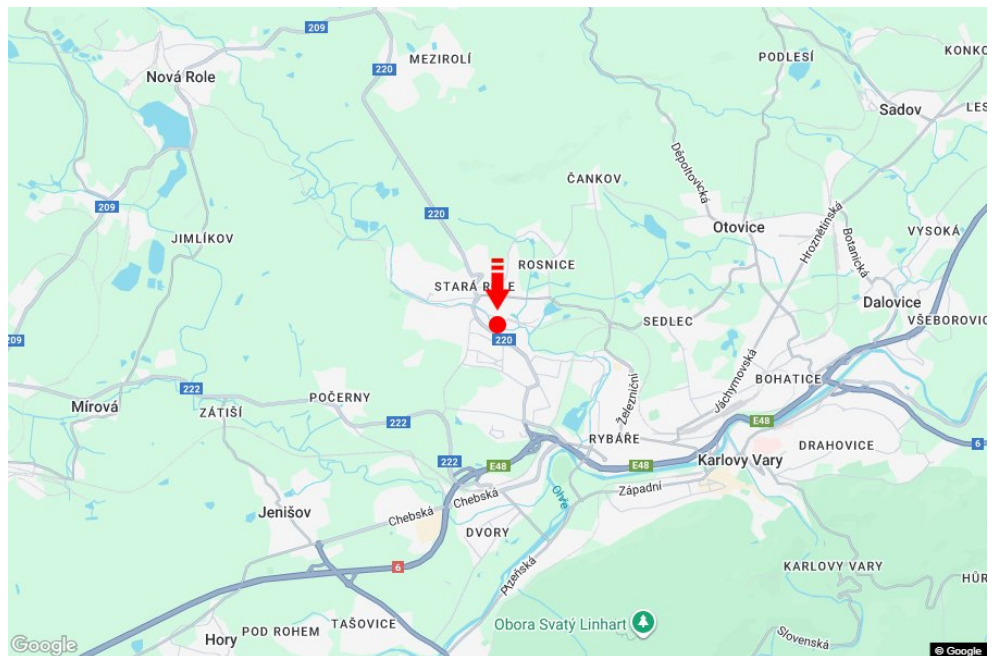 209
MEZIROLÍ
PODLESÍ
KONKO
Nová Role
220
Sadov
LES
Děpoltovická
ČANKOV
Hroznětínská
209
220
Otovice
VYSOKÁ
JIMLÍKOV
Botanická
ROSNICE
STARÁ R LE
Dalovice
SEDLEC
VŠEBOROVIC
209
220
Železniční
Jáchymovská
BOHATICE
222
POČERNY
Mírová
ZÁTIŠÍ
222
E48
RYBÁŘE
DRAHOVICE
6
222
E48
E48
Karlovy Vary
Západní
Ohře
Chebská
Chebská
Jenišov
DVORY
Plzeňská
KARLOVY VARY
6
HŮR
Obora Svatý Linhart
TAŠOVICE
POD ROHEM
Hory
Slovenská
Google
© Google